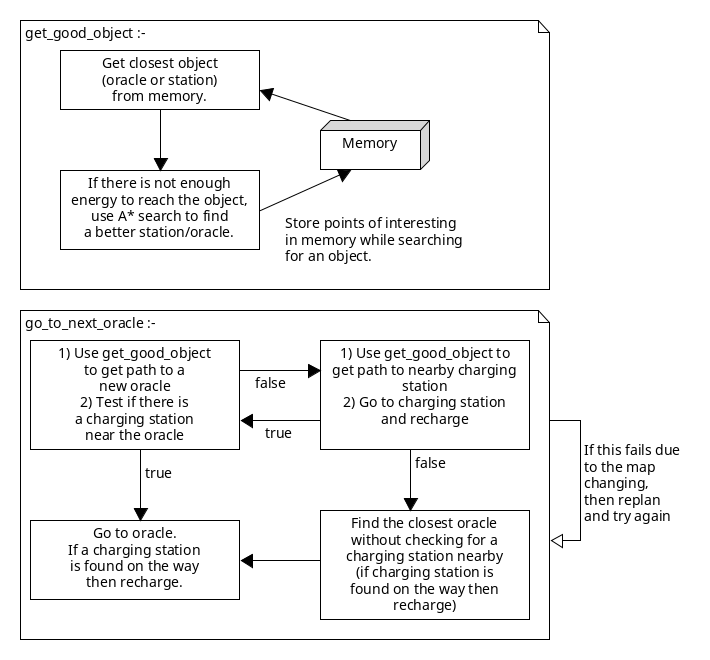 get_good_object :-
Get closest object
(oracle or station)
from memory.
Memory
If there is not enough
energy to reach the object,
use A* search to find
a better station/oracle.
Store points of interesting
in memory while searching
for an object.
go_to_next_oracle :-
1) Use get_good_object
to get path to a
new oracle
2) Test if there is
a charging station
near the oracle
false
true
1) Use get_good_object to
get path to nearby charging
station
2) Go to charging station
and recharge
true
false
If this fails due
to the map
changing,
then replan
and try again
Go to oracle.
If a charging station
is found on the way
then recharge.
Find the closest oracle
without checking for a
charging station nearby
(if charging station is
found on the way then
recharge)